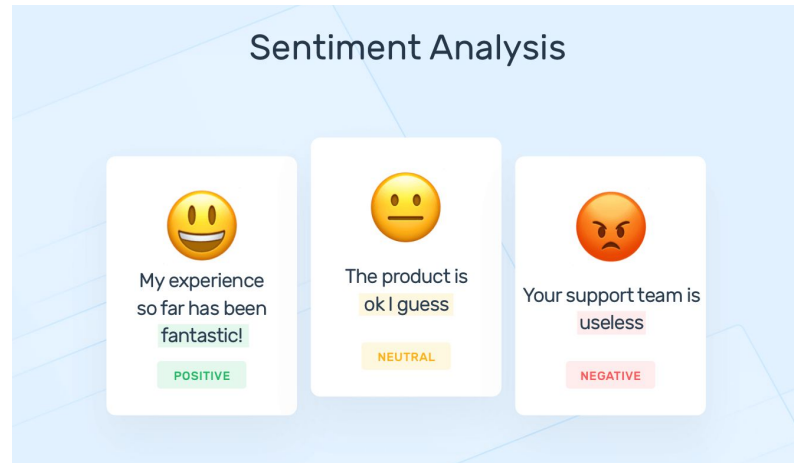 Sentiment Analysis
My experience
so far has been
fantastic!
POSITIVE
The product is
ok I guess
NEUTRAL
Your support team is
useless
NEGATIVE